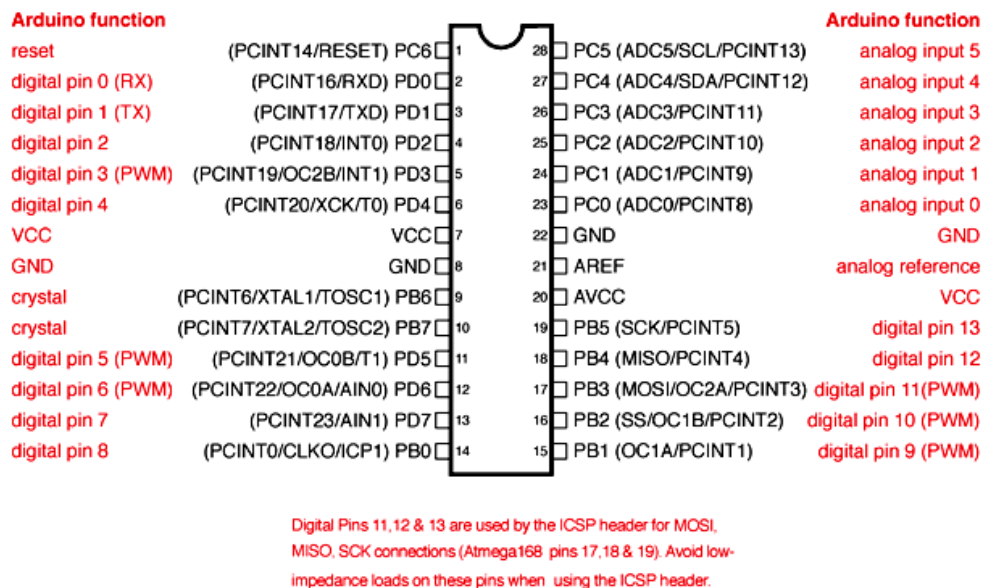 Arduino function Arduino function
reset (PCINT14/RESET) PC6 1 28 PC5 (ADC5/SCL/PCINT13) analog input 5
digital pin 0 (RX) (PCINT16/RXD) PD0 2 27 PC4 (ADC4/SDA/PCINT12) analog input 4
digital pin 1 (TX) (PCINT17/TXD) PD1 3 26 PC3 (ADC3/PCINT11) analog input 3
digital pin 2 (PCINT18/INT0) PD2 4 25 PC2 (ADC2/PCINT10) analog input 2
digital pin 3 (PWM) (PCINT19/OC2B/INT1) PD3 5 24 PC1 (ADC1/PCINT9) analog input 1
digital pin 4 (PCINT20/XCK/T0) PD4 6 23 PC0 (ADC0/PCINT8) analog input 0
VCC VCC 7 22 GND GND
GND GND 8 21 AREF analog reference
crystal (PCINT6/XTAL1/TOSC1) PB6 9 20 AVCC VCC
crystal (PCINT7/XTAL2/TOSC2) PB7 10 19 PB5 (SCK/PCINT5) digital pin 13
digital pin 5 (PWM) (PCINT21/OC0B/T1) PD5 11 18 PB4 (MISO/PCINT4) digital pin 12
digital pin 6 (PWM) (PCINT22/OC0A/AIN0) PD6 12 17 PB3 (MOSI/OC2A/PCINT3) digital pin 11(PWM)
digital pin 7 (PCINT23/AIN1) PD7 13 16 PB2 (SS/OC1B/PCINT2) digital pin 10 (PWM)
digital pin 8 (PCINT0/CLKO/ICP1) PB0 14 15 PB1 (OC1A/PCINT1) digital pin 9 (PWM)
Digital Pins 11,12 & 13 are used by the ICSP header for MOSI,
MISO, SCK connections (Atmega168 pins 17,18 & 19). Avoid low-
impedance loads on these pins when using the ICSP header.